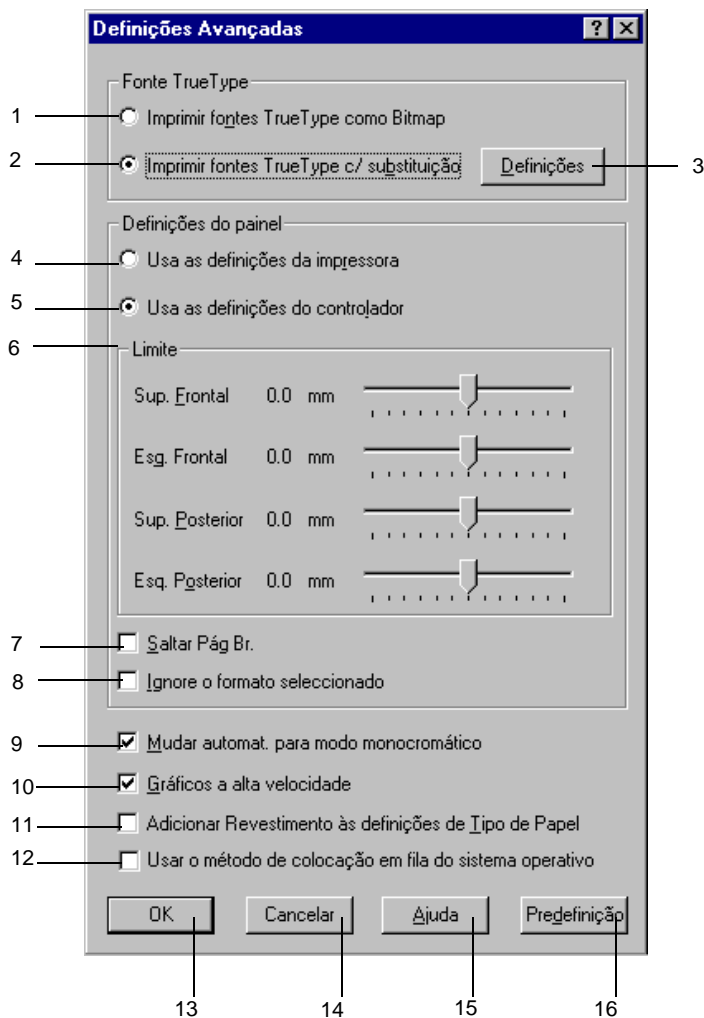 Definições Avançadas
Fonte TrueType
1 Imprimir fontes TrueType como Bitmap
2 Imprimir fontes TrueType c/ substituição Definições 3
Definições do painel
4 Usa as definições da impressora
5 Usa as definições do controlador
6 Limite
Sup. Frontal 0.0 mm
Esq. Frontal 0.0 mm
Sup. Posterior 0.0 mm
Esq. Posterior 0.0 mm
7 Saltar Pág Br.
8 Ignore o formato seleccionado
9 Mudar automat. para modo monocromático
10 Gráficos a alta velocidade
11 Adicionar Revestimento às definições de Tipo de Papel
12 Usar o método de colocação em fila do sistema operativo
OK Cancelar Ajuda Predefinição
13 14 15 16